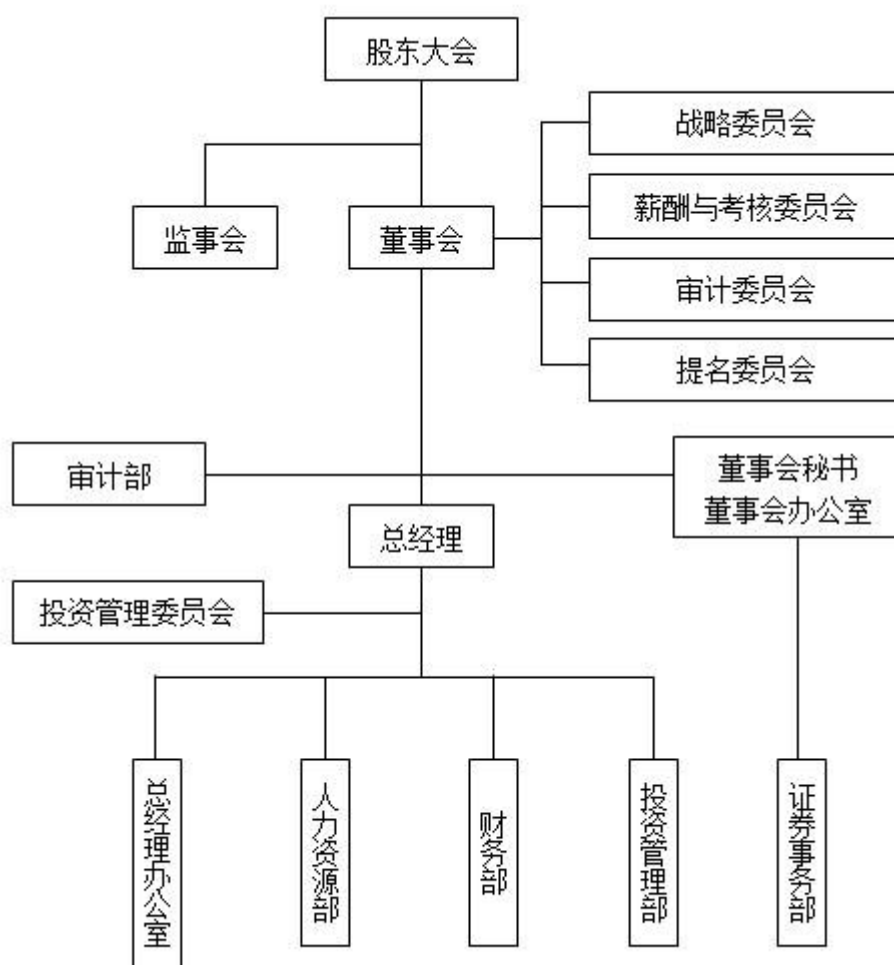 股东大会
战略委员会
薪酬与考核委员会
监事会
董事会
审计委员会
提名委员会
审计部
董事会秘书
董事会办公室
总经理
投资管理委员会
总经理办公室
人力资源部
财务部
投资管理部
证券事务部